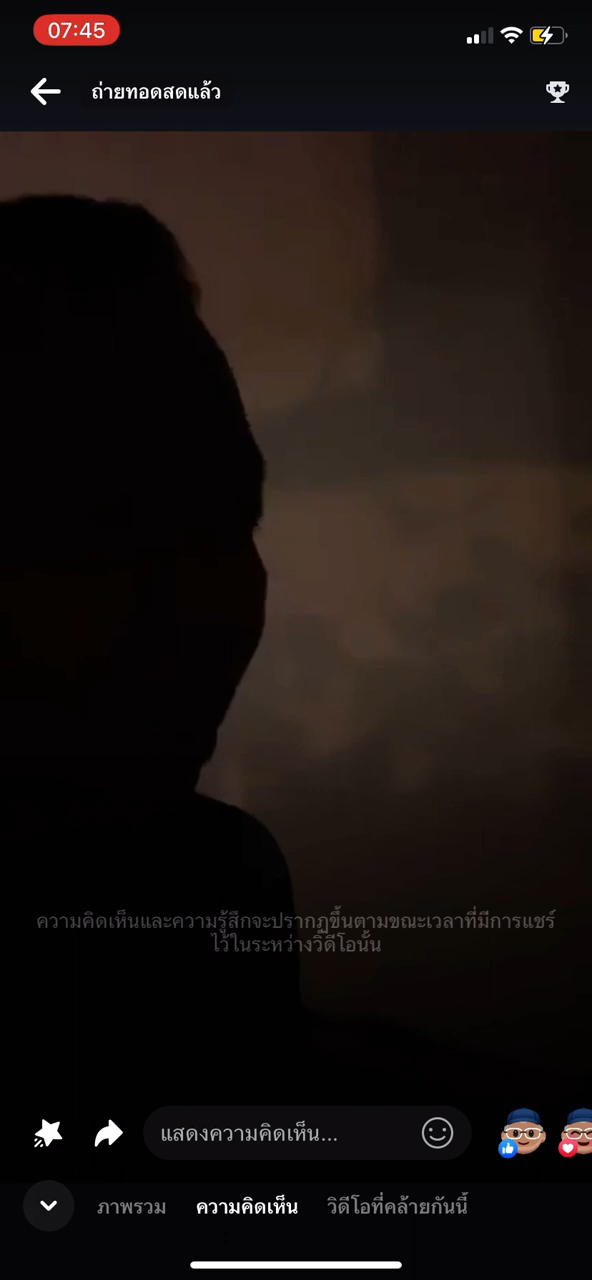 07:45
ถ่ายทอดสดแล้ว
ความคิดเห็นและความรู้สึกจะปรากฏขึ้นตามขณะเวลาที่มีการแชร์
ไว้ในระหว่างวิดีโอนั้น
แสดงความคิดเห็น...
ภาพรวม ความคิดเห็น วิดีโอที่คล้ายกันนี้